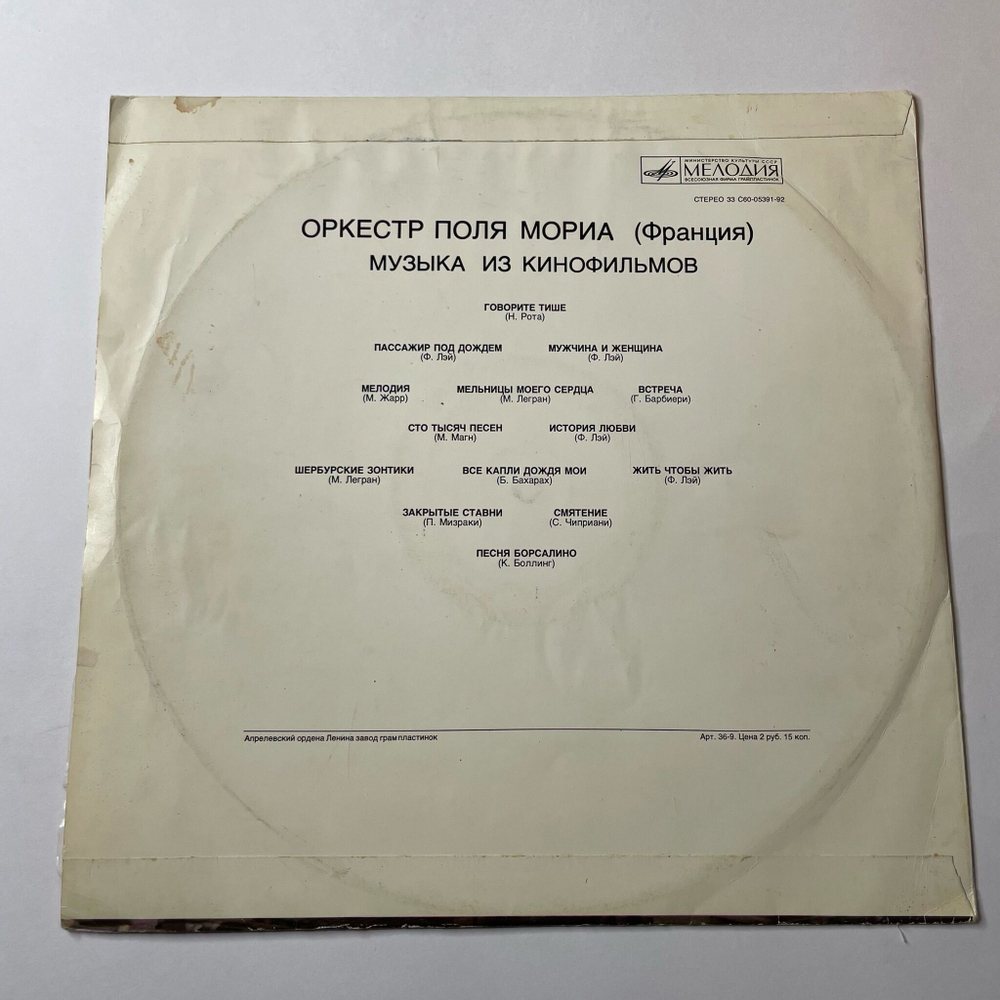 МИНИСТЕРСТВО КУЛЬТУРЫ СССР
МЕЛОДИЯ
ВСЕСОЮЗНАЯ ФИРМА ГРАМПЛАСТИНОК
СТЕРЕО 33 С60-05391-92
ОРКЕСТР ПОЛЯ МОРИА (Франция)
МУЗЫКА ИЗ КИНОФИЛЬМОВ
ГОВОРИТЕ ТИШЕ
(Н. Рота)
ПАССАЖИР ПОД ДОЖДЕМ МУЖЧИНА И ЖЕНЩИНА
(Ф. Лэй) (Ф. Лэй)
МЕЛОДИЯ МЕЛЬНИЦЫ МОЕГО СЕРДЦА ВСТРЕЧА
(М. Жарр) (М. Легран) (Г. Барбиери)
СТО ТЫСЯЧ ПЕСЕН ИСТОРИЯ ЛЮБВИ
(М. Магн) (Ф. Лэй)
ШЕРБУРСКИЕ ЗОНТИКИ ВСЕ КАПЛИ ДОЖДЯ МОИ ЖИТЬ ЧТОБЫ ЖИТЬ
(М. Легран) (Б. Бахарах) (Ф. Лэй)
ЗАКРЫТЫЕ СТАВНИ СМЯТЕНИЕ
(П. Мизраки) (С. Чиприани)
ПЕСНЯ БОРСАЛИНО
(К. Боллинг)
Апрелевский ордена Ленина завод грампластинок Арт. 36-9. Цена 2 руб. 15 коп.